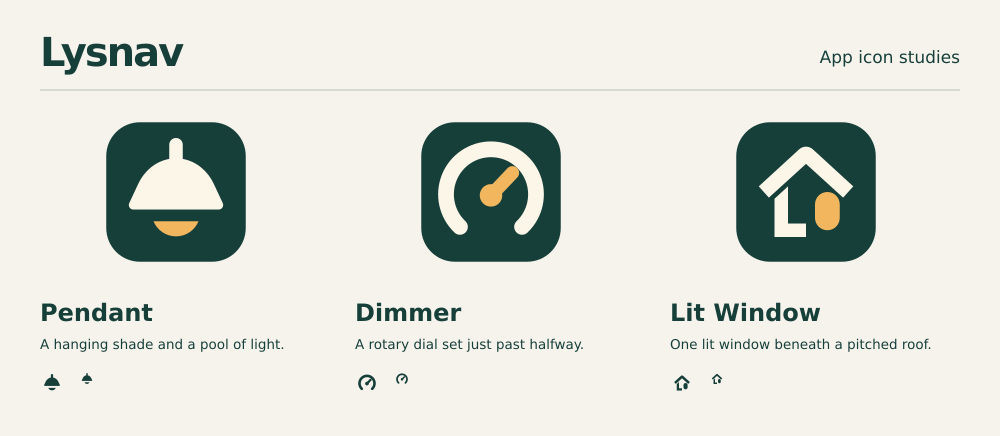 Lysnav
App icon studies
Pendant
A hanging shade and a pool of light.
Dimmer
A rotary dial set just past halfway.
Lit Window
One lit window beneath a pitched roof.